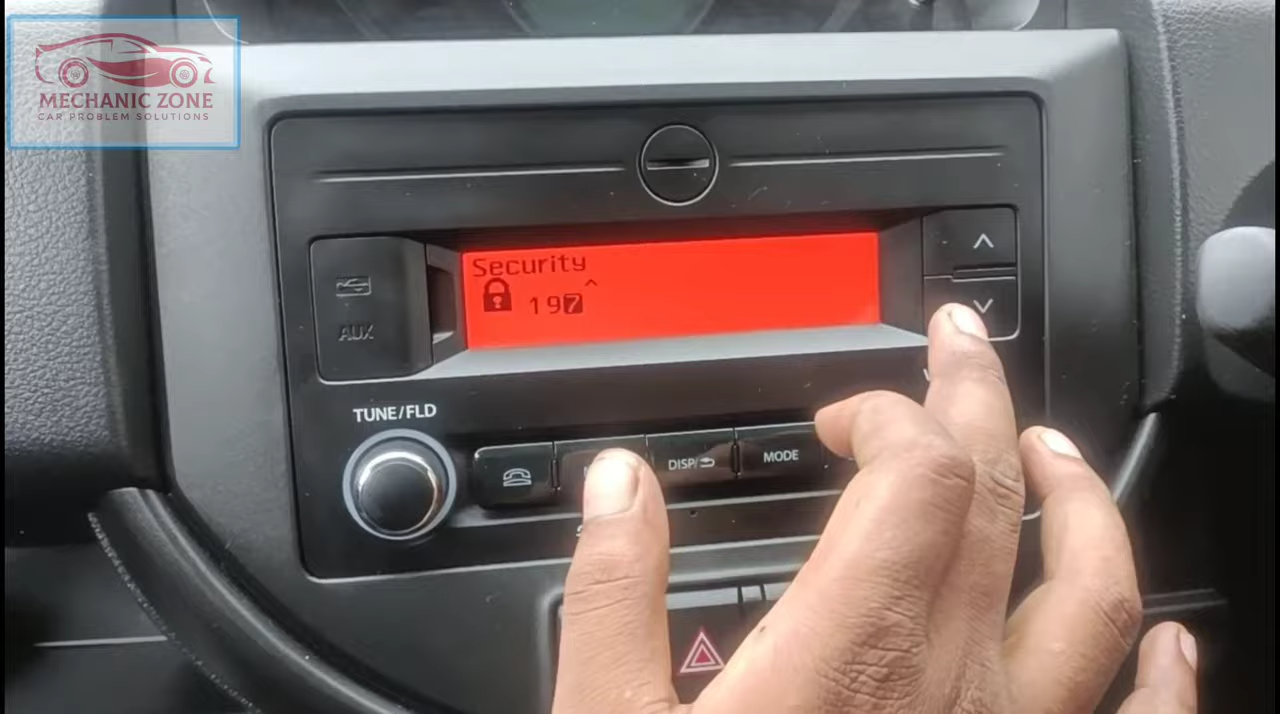 MECHANIC ZONE
CAR PROBLEM SOLUTIONS
Security
197
AUX
TUNE/FLD
DISP/
MODE